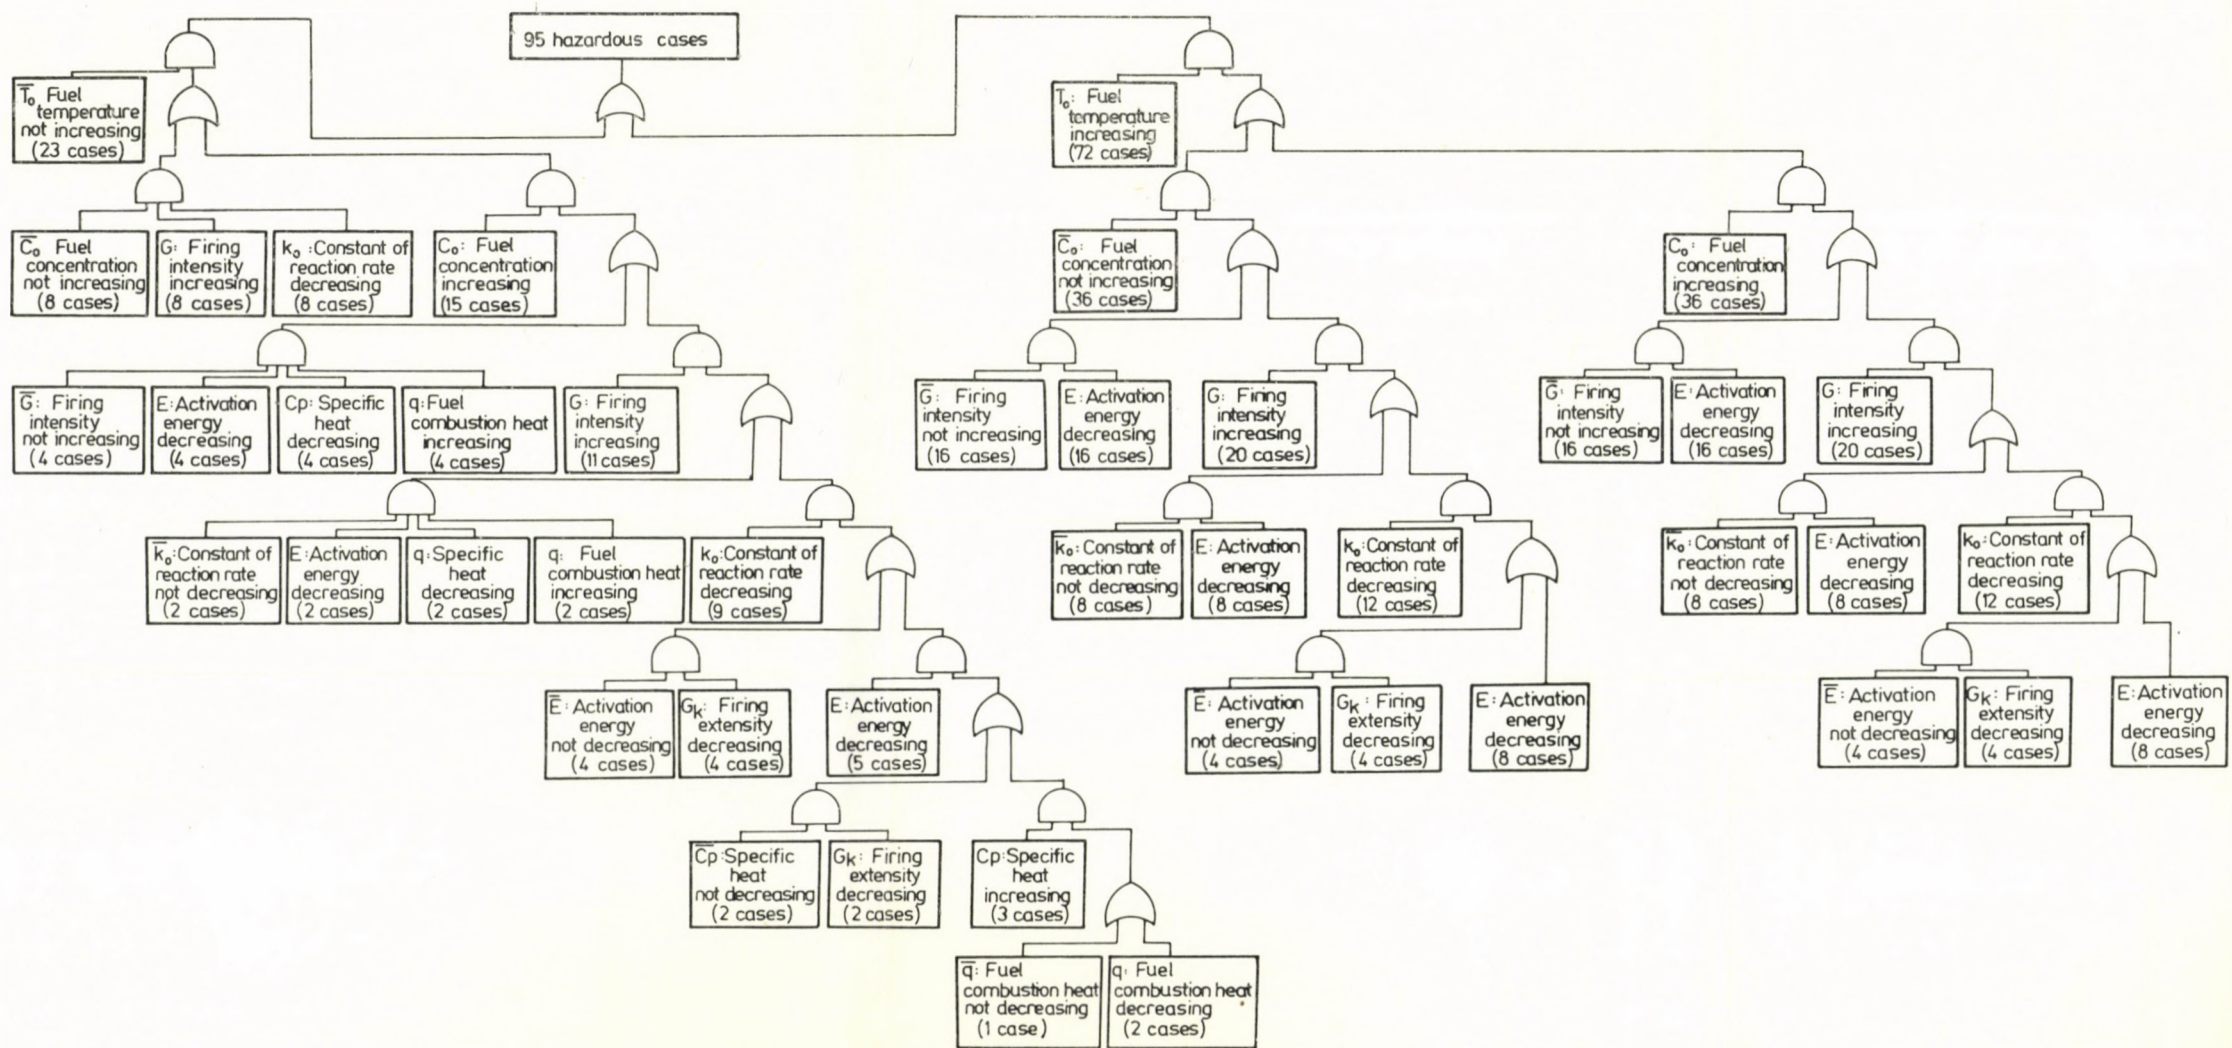 95 hazardous cases
T̅₀ Fuel
temperature
not increasing
(23 cases)
T₀: Fuel
temperature
increasing
(72 cases)
C̅₀ Fuel
concentration
not increasing
(8 cases)
G: Firing
intensity
increasing
(8 cases)
k₀ :Constant of
reaction rate
decreasing
(8 cases)
C₀: Fuel
concentration
increasing
(15 cases)
C̅₀: Fuel
concentration
not increasing
(36 cases)
C₀: Fuel
concentration
increasing
(36 cases)
G̅: Firing
intensity
not increasing
(4 cases)
E: Activation
energy
decreasing
(4 cases)
Cp: Specific
heat
decreasing
(4 cases)
q: Fuel
combustion heat
increasing
(4 cases)
G: Firing
intensity
increasing
(11 cases)
G̅: Firing
intensity
not increasing
(16 cases)
E: Activation
energy
decreasing
(16 cases)
G: Firing
intensity
increasing
(20 cases)
G̅: Firing
intensity
not increasing
(16 cases)
E: Activation
energy
decreasing
(16 cases)
G: Firing
intensity
increasing
(20 cases)
k̅₀: Constant of
reaction rate
not decreasing
(2 cases)
E: Activation
energy
decreasing
(2 cases)
q: Specific
heat
decreasing
(2 cases)
q: Fuel
combustion heat
increasing
(2 cases)
k₀: Constant of
reaction rate
decreasing
(9 cases)
k̅₀: Constant of
reaction rate
not decreasing
(8 cases)
E: Activation
energy
decreasing
(8 cases)
k₀: Constant of
reaction rate
decreasing
(12 cases)
k̅₀: Constant of
reaction rate
not decreasing
(8 cases)
E: Activation
energy
decreasing
(8 cases)
k₀: Constant of
reaction rate
decreasing
(12 cases)
E̅: Activation
energy
not decreasing
(4 cases)
Gₖ: Firing
extensity
decreasing
(4 cases)
E: Activation
energy
decreasing
(5 cases)
E̅: Activation
energy
not decreasing
(4 cases)
Gₖ: Firing
extensity
decreasing
(4 cases)
E: Activation
energy
decreasing
(8 cases)
E̅: Activation
energy
not decreasing
(4 cases)
Gₖ: Firing
extensity
decreasing
(4 cases)
E: Activation
energy
decreasing
(8 cases)
C̅p: Specific
heat
not decreasing
(2 cases)
Gₖ: Firing
extensity
decreasing
(2 cases)
Cp: Specific
heat
increasing
(3 cases)
q̅: Fuel
combustion heat
not decreasing
(1 case)
q: Fuel
combustion heat
decreasing
(2 cases)